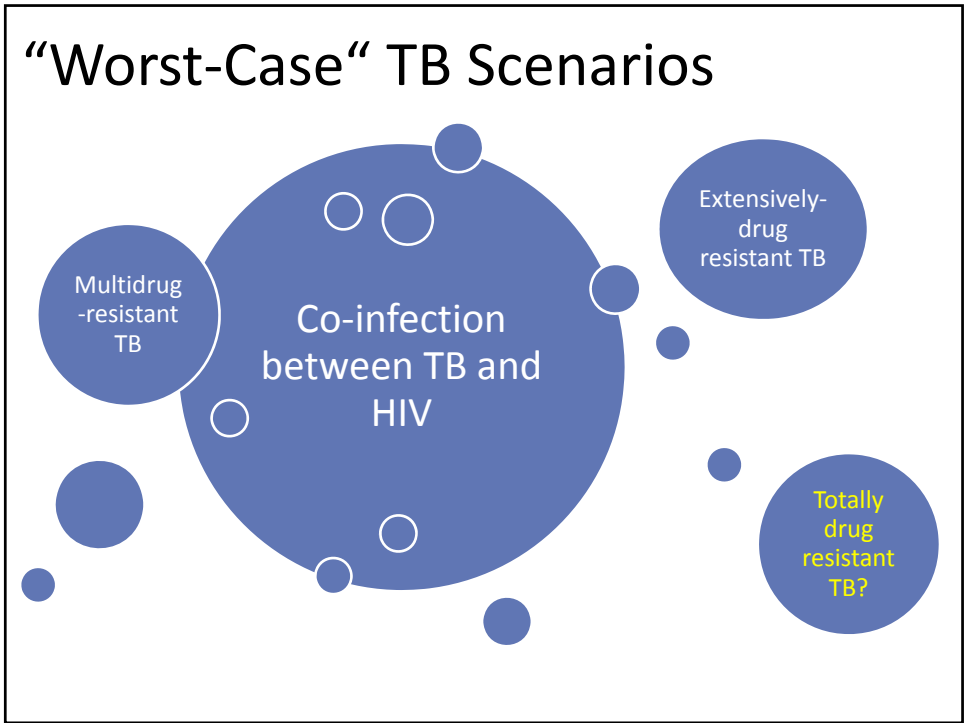 “Worst-Case“ TB Scenarios
Multidrug
-resistant
TB
Co-infection
between TB and
HIV
Extensively-
drug
resistant TB
Totally
drug
resistant
TB?